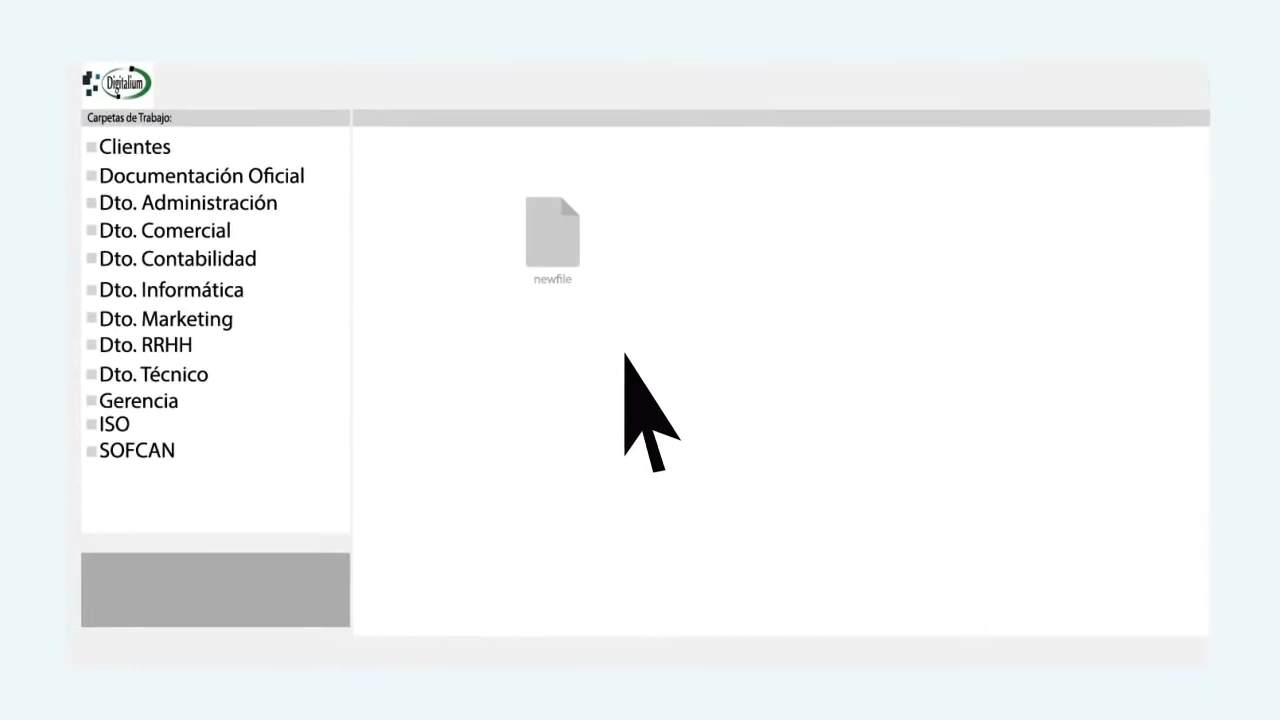 Digitalium
Carpetas de Trabajo:
Clientes
Documentación Oficial
Dto. Administración
Dto. Comercial
Dto. Contabilidad
Dto. Informática
Dto. Marketing
Dto. RRHH
Dto. Técnico
Gerencia
ISO
SOFCAN
newfile